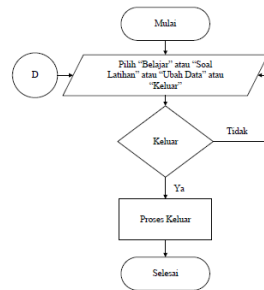 Mulai
D
Pilih “Belajar” atau “Soal
Latihan” atau “Ubah Data” atau
“Keluar”
Keluar
Tidak
Ya
Proses Keluar
Selesai